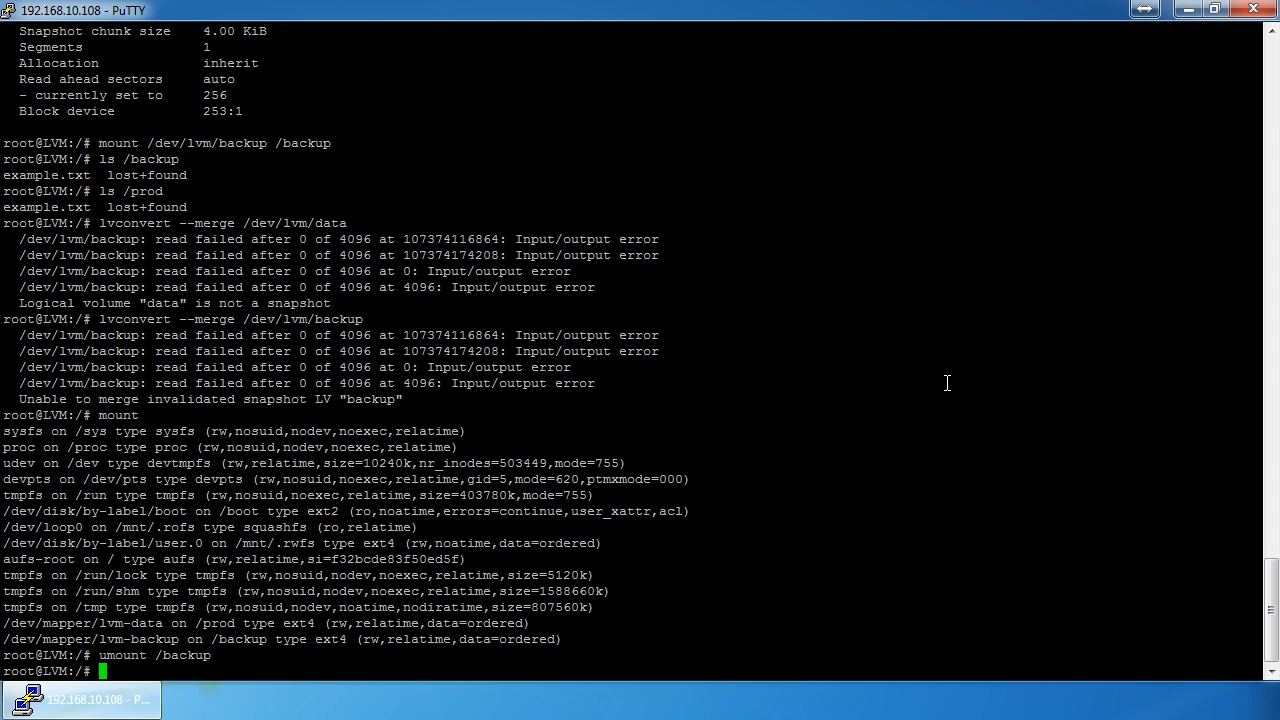 192.168.10.108 - PuTTY
Snapshot chunk size    4.00 KiB
Segments               1
Allocation             inherit
Read ahead sectors     auto
- currently set to     256
Block device           253:1
root@LVM:/# mount /dev/lvm/backup /backup
root@LVM:/# ls /backup
example.txt  lost+found
root@LVM:/# ls /prod
example.txt  lost+found
root@LVM:/# lvconvert --merge /dev/lvm/data
/dev/lvm/backup: read failed after 0 of 4096 at 107374116864: Input/output error
/dev/lvm/backup: read failed after 0 of 4096 at 107374174208: Input/output error
/dev/lvm/backup: read failed after 0 of 4096 at 0: Input/output error
/dev/lvm/backup: read failed after 0 of 4096 at 4096: Input/output error
Logical volume "data" is not a snapshot
root@LVM:/# lvconvert --merge /dev/lvm/backup
/dev/lvm/backup: read failed after 0 of 4096 at 107374116864: Input/output error
/dev/lvm/backup: read failed after 0 of 4096 at 107374174208: Input/output error
/dev/lvm/backup: read failed after 0 of 4096 at 0: Input/output error
/dev/lvm/backup: read failed after 0 of 4096 at 4096: Input/output error
Unable to merge invalidated snapshot LV "backup"
root@LVM:/# mount
sysfs on /sys type sysfs (rw,nosuid,nodev,noexec,relatime)
proc on /proc type proc (rw,nosuid,nodev,noexec,relatime)
udev on /dev type devtmpfs (rw,relatime,size=10240k,nr_inodes=503449,mode=755)
devpts on /dev/pts type devpts (rw,nosuid,noexec,relatime,gid=5,mode=620,ptmxmode=000)
tmpfs on /run type tmpfs (rw,nosuid,noexec,relatime,size=403780k,mode=755)
/dev/disk/by-label/boot on /boot type ext2 (ro,noatime,errors=continue,user_xattr,acl)
/dev/loop0 on /mnt/.rofs type squashfs (ro,relatime)
/dev/disk/by-label/user.0 on /mnt/.rwfs type ext4 (rw,noatime,data=ordered)
aufs-root on / type aufs (rw,relatime,si=f32bcde83f50ed5f)
tmpfs on /run/lock type tmpfs (rw,nosuid,nodev,noexec,relatime,size=5120k)
tmpfs on /run/shm type tmpfs (rw,nosuid,nodev,noexec,relatime,size=1588660k)
tmpfs on /tmp type tmpfs (rw,nosuid,nodev,noatime,nodiratime,size=807560k)
/dev/mapper/lvm-data on /prod type ext4 (rw,relatime,data=ordered)
/dev/mapper/lvm-backup on /backup type ext4 (rw,relatime,data=ordered)
root@LVM:/# umount /backup
root@LVM:/#
192.168.10.108 - P...